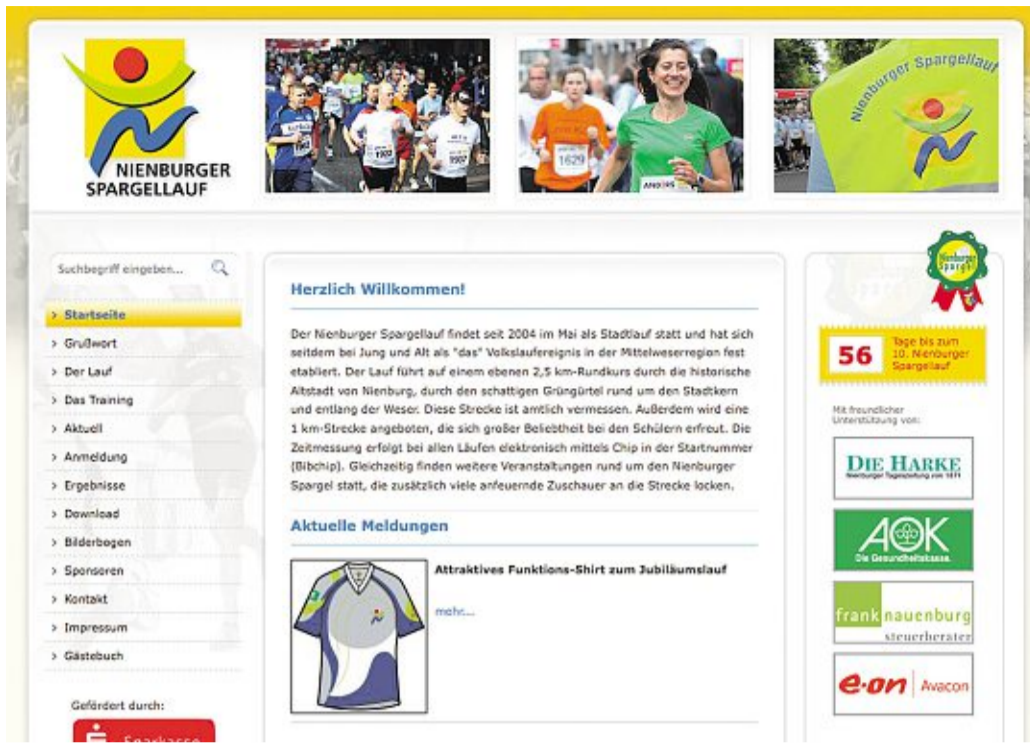 NIENBURGER
SPARGELLAUF
1629
Nienburger Spargellauf
Suchbegriff eingeben...
> Startseite
> Grußwort
> Der Lauf
> Das Training
> Aktuell
> Anmeldung
> Ergebnisse
> Download
> Bilderbogen
> Sponsoren
> Kontakt
> Impressum
> Gästebuch
Gefördert durch:
Sparkasse
Herzlich Willkommen!
Der Nienburger Spargellauf findet seit 2004 im Mai als Stadtlauf statt und hat sich
seitdem bei Jung und Alt als "das" Volkslaufereignis in der Mittelweserregion fest
etabliert. Der Lauf führt auf einem ebenen 2,5 km-Rundkurs durch die historische
Altstadt von Nienburg, durch den schattigen Grüngürtel rund um den Stadtkern
und entlang der Weser. Diese Strecke ist amtlich vermessen. Außerdem wird eine
1 km-Strecke angeboten, die sich großer Beliebtheit bei den Schülern erfreut. Die
Zeitmessung erfolgt bei allen Läufen elektronisch mittels Chip in der Startnummer
(Bibchip). Gleichzeitig finden weitere Veranstaltungen rund um den Nienburger
Spargel statt, die zusätzlich viele anfeuernde Zuschauer an die Strecke locken.
Aktuelle Meldungen
Attraktives Funktions-Shirt zum Jubiläumslauf
mehr...
Nienburger
Spargel
56
Tage bis zum
10. Nienburger
Spargellauf
Mit freundlicher
Unterstützung von:
DIE HARKE
Nienburger Tageszeitung von 1871
AOK
Die Gesundheitskasse.
frank nauenburg
steuerberater
e·on | Avacon